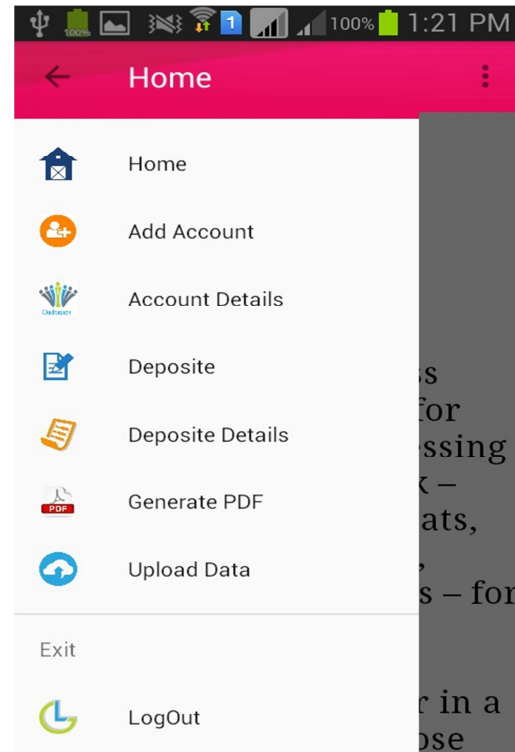 100%
1
100%
1:21 PM
Home
Home
Add Account
Account Details
Deposite
ss
for
Deposite Details
essing
k –
Generate PDF
PDF
ats,
Upload Data
,
s – for
Exit
LogOut
r in a
ose